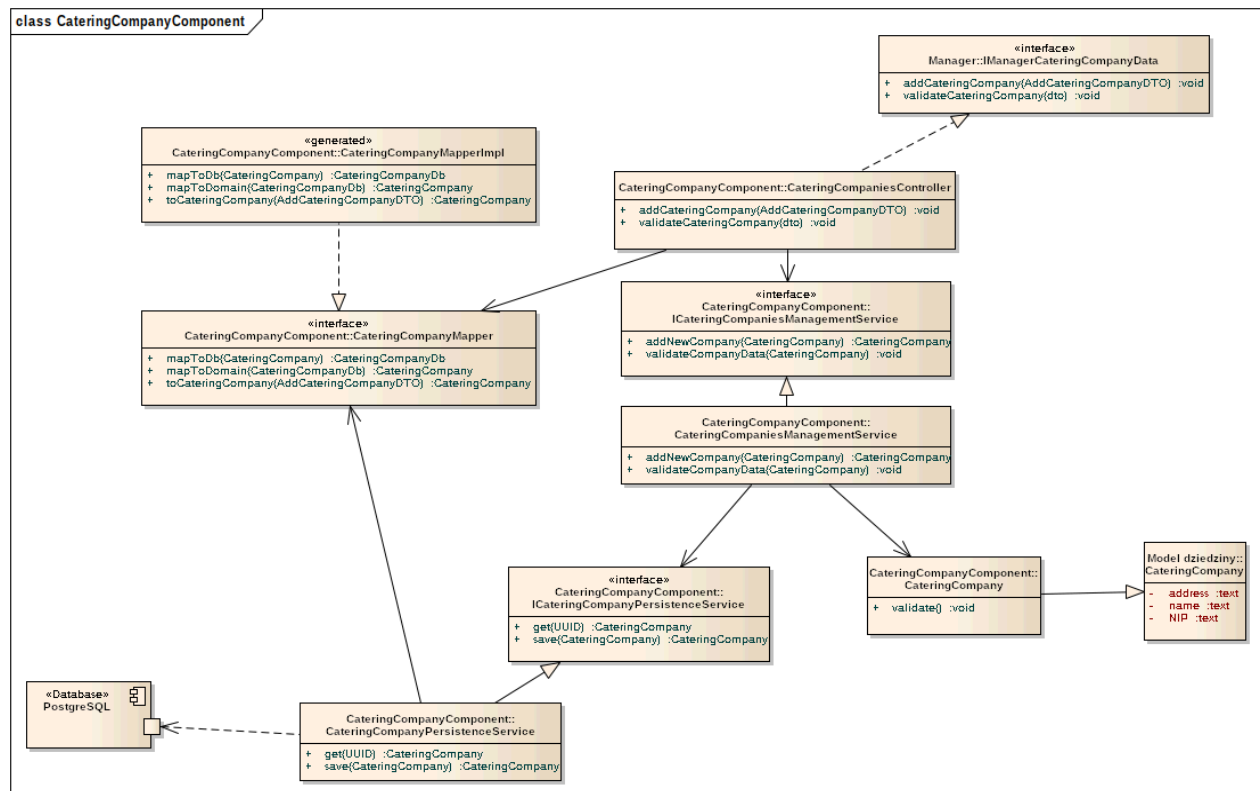 class CateringCompanyComponent
«interface»
Manager::IManagerCateringCompanyData
+ addCateringCompany(AddCateringCompanyDTO) :void
+ validateCateringCompany(dto) :void
«generated»
CateringCompanyComponent::CateringCompanyMapperImpl
+ mapToDb(CateringCompany) :CateringCompanyDb
+ mapToDomain(CateringCompanyDb) :CateringCompany
+ toCateringCompany(AddCateringCompanyDTO) :CateringCompany
CateringCompanyComponent::CateringCompaniesController
+ addCateringCompany(AddCateringCompanyDTO) :void
+ validateCateringCompany(dto) :void
«interface»
CateringCompanyComponent::
ICateringCompaniesManagementService
+ addNewCompany(CateringCompany) :CateringCompany
+ validateCompanyData(CateringCompany) :void
«interface»
CateringCompanyComponent::CateringCompanyMapper
+ mapToDb(CateringCompany) :CateringCompanyDb
+ mapToDomain(CateringCompanyDb) :CateringCompany
+ toCateringCompany(AddCateringCompanyDTO) :CateringCompany
CateringCompanyComponent::
CateringCompaniesManagementService
+ addNewCompany(CateringCompany) :CateringCompany
+ validateCompanyData(CateringCompany) :void
«interface»
CateringCompanyComponent::
ICateringCompanyPersistenceService
+ get(UUID) :CateringCompany
+ save(CateringCompany) :CateringCompany
CateringCompanyComponent::
CateringCompany
+ validate() :void
Model dziedziny::
CateringCompany
- address :text
- name :text
- NIP :text
«Database»
PostgreSQL
CateringCompanyComponent::
CateringCompanyPersistenceService
+ get(UUID) :CateringCompany
+ save(CateringCompany) :CateringCompany